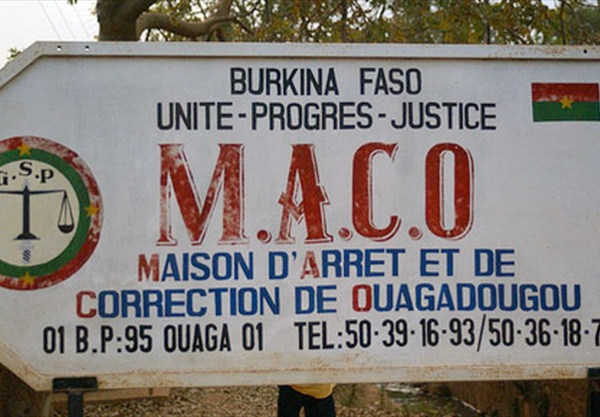 BURKINA FASO
UNITE-PROGRES-JUSTICE
G.S.P
M.A.C.O
MAISON D'ARRET ET DE
CORRECTION DE OUAGADOUGOU
01 B.P:95 OUAGA 01 TEL:50-39-16-93/50-36-18-7